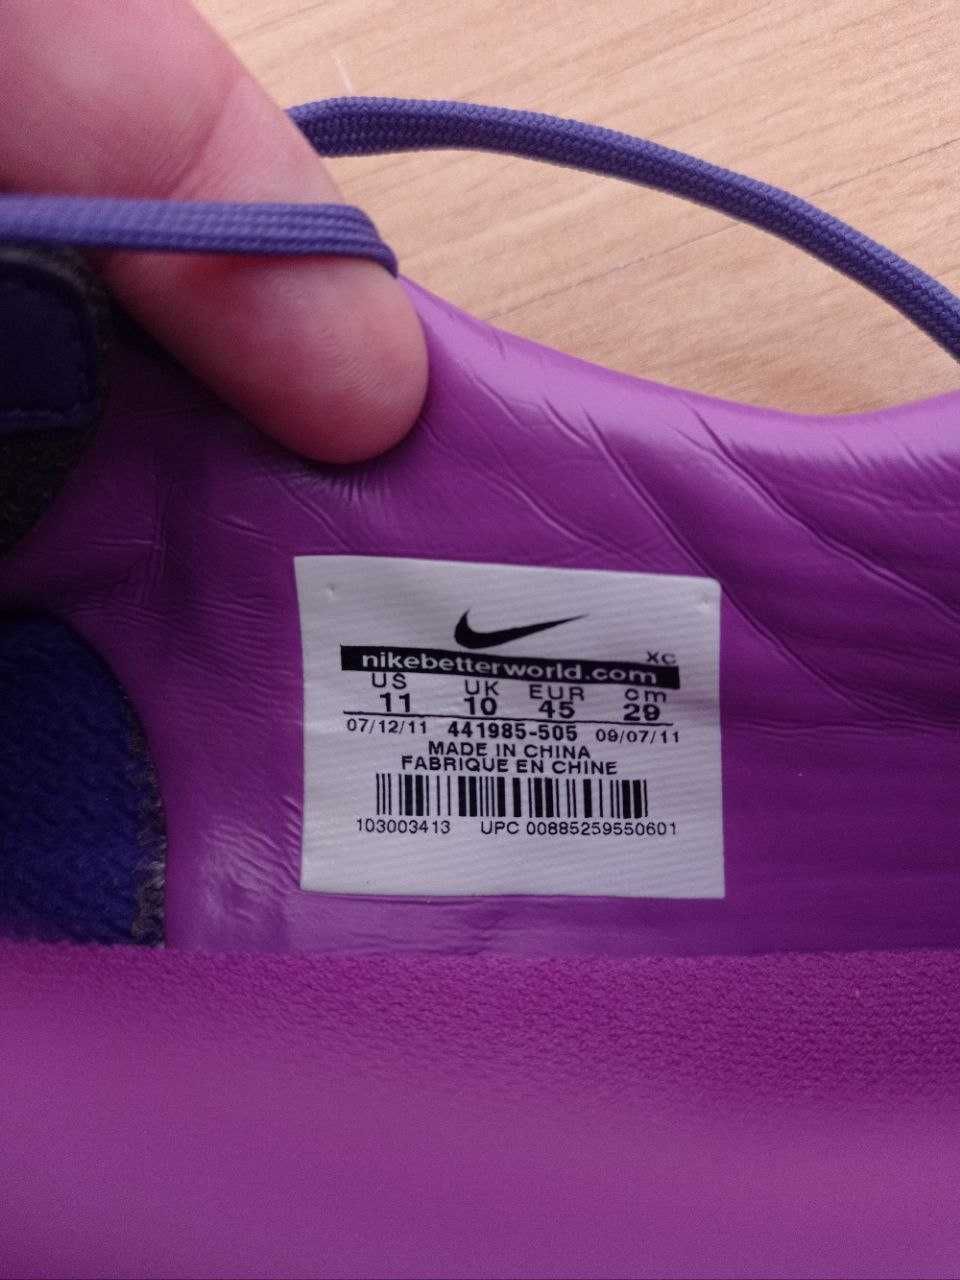 XC
nikebetterworld.com
US UK EUR cm
11 10 45 29
07/12/11 441985-505 09/07/11
MADE IN CHINA
FABRIQUE EN CHINE
103003413 UPC 00885259550601